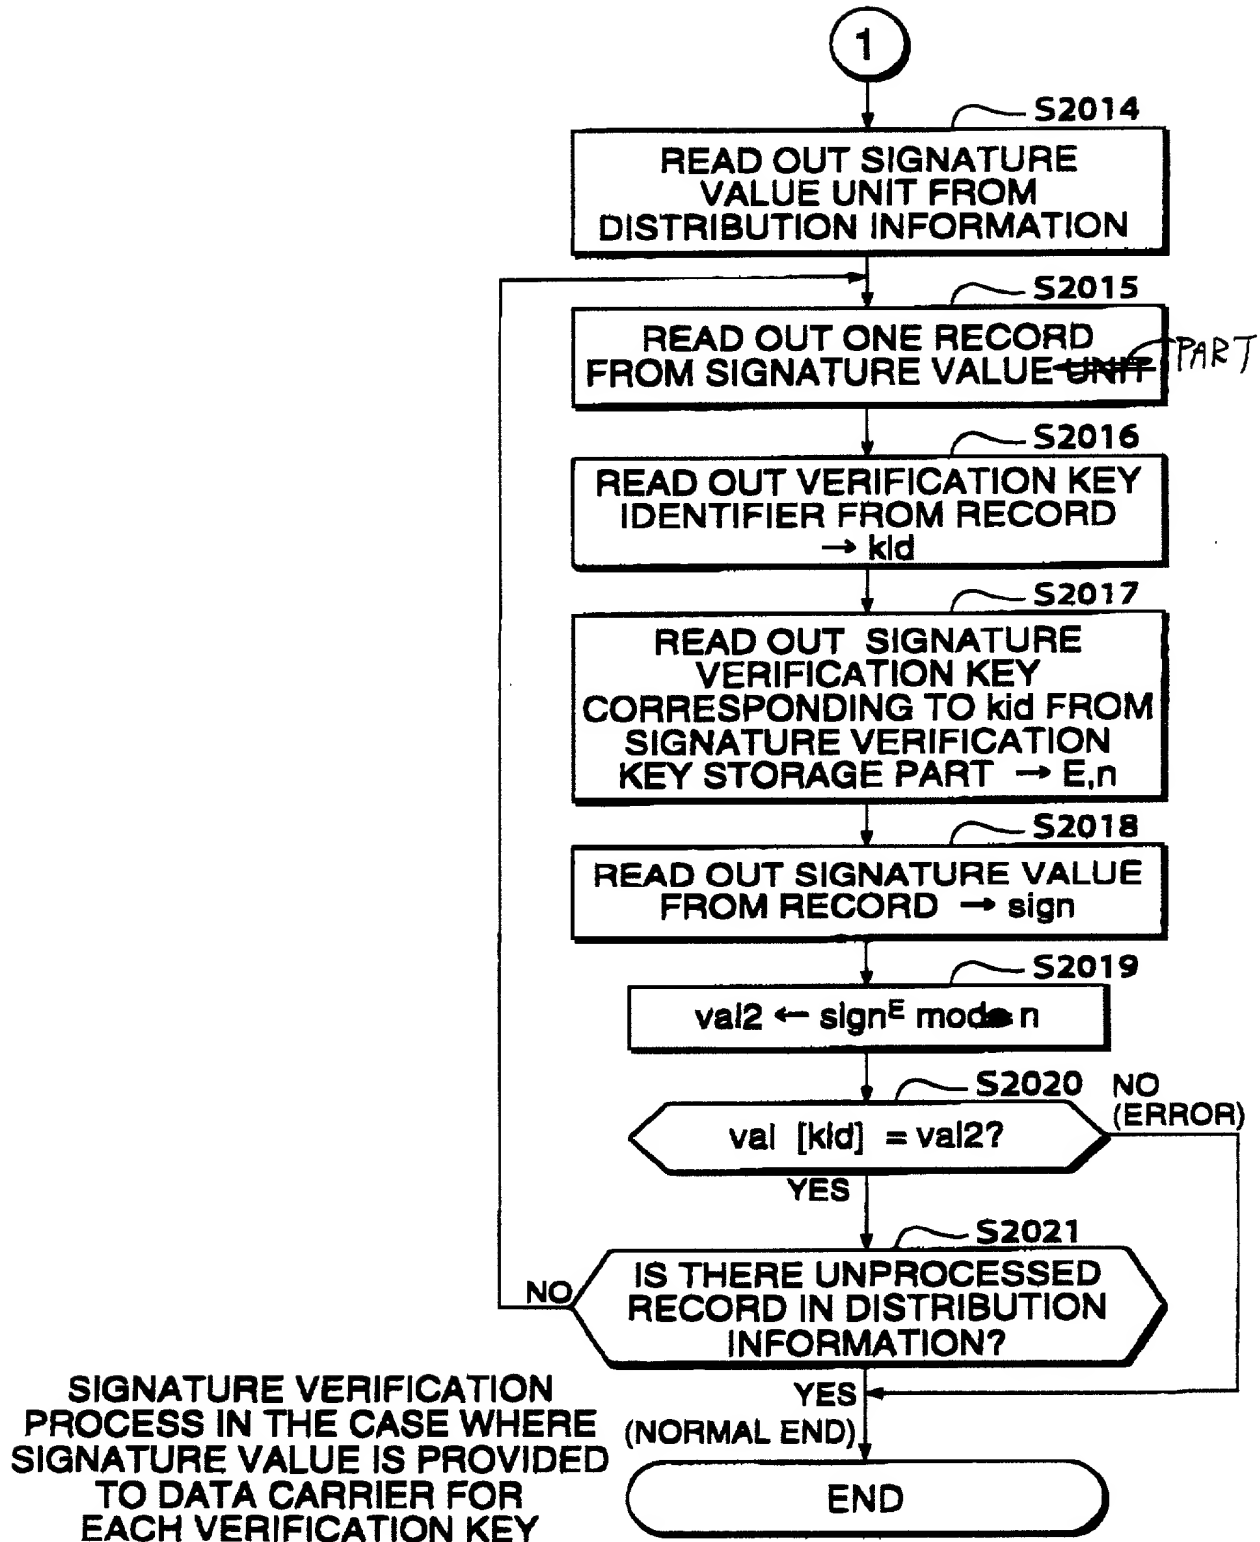 1
S2014
READ OUT SIGNATURE
VALUE UNIT FROM
DISTRIBUTION INFORMATION
S2015
READ OUT ONE RECORD
FROM SIGNATURE VALUE UNIT PART
S2016
READ OUT VERIFICATION KEY
IDENTIFIER FROM RECORD
→ kid
S2017
READ OUT SIGNATURE
VERIFICATION KEY
CORRESPONDING TO kid FROM
SIGNATURE VERIFICATION
KEY STORAGE PART → E,n
S2018
READ OUT SIGNATURE VALUE
FROM RECORD → sign
S2019
val2 ← sign^E mod n
S2020
NO
(ERROR)
val [kid] = val2?
YES
S2021
IS THERE UNPROCESSED
RECORD IN DISTRIBUTION
INFORMATION?
NO
YES
(NORMAL END)
END
SIGNATURE VERIFICATION
PROCESS IN THE CASE WHERE
SIGNATURE VALUE IS PROVIDED
TO DATA CARRIER FOR
EACH VERIFICATION KEY